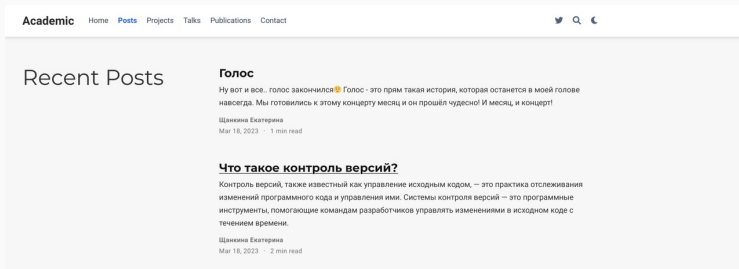 Academic Home Posts Projects Talks Publications Contact
Recent Posts
Голос
Ну вот и все.. голос закончился😢 Голос - это прям такая история, которая останется в моей голове
навсегда. Мы готовились к этому концерту месяц и он прошёл чудесно! И месяц, и концерт!
Щанкина Екатерина
Mar 18, 2023 · 1 min read
Что такое контроль версий?
Контроль версий, также известный как управление исходным кодом, — это практика отслеживания
изменений программного кода и управления ими. Системы контроля версий — это программные
инструменты, помогающие командам разработчиков управлять изменениями в исходном коде с
течением времени.
Щанкина Екатерина
Mar 18, 2023 · 2 min read